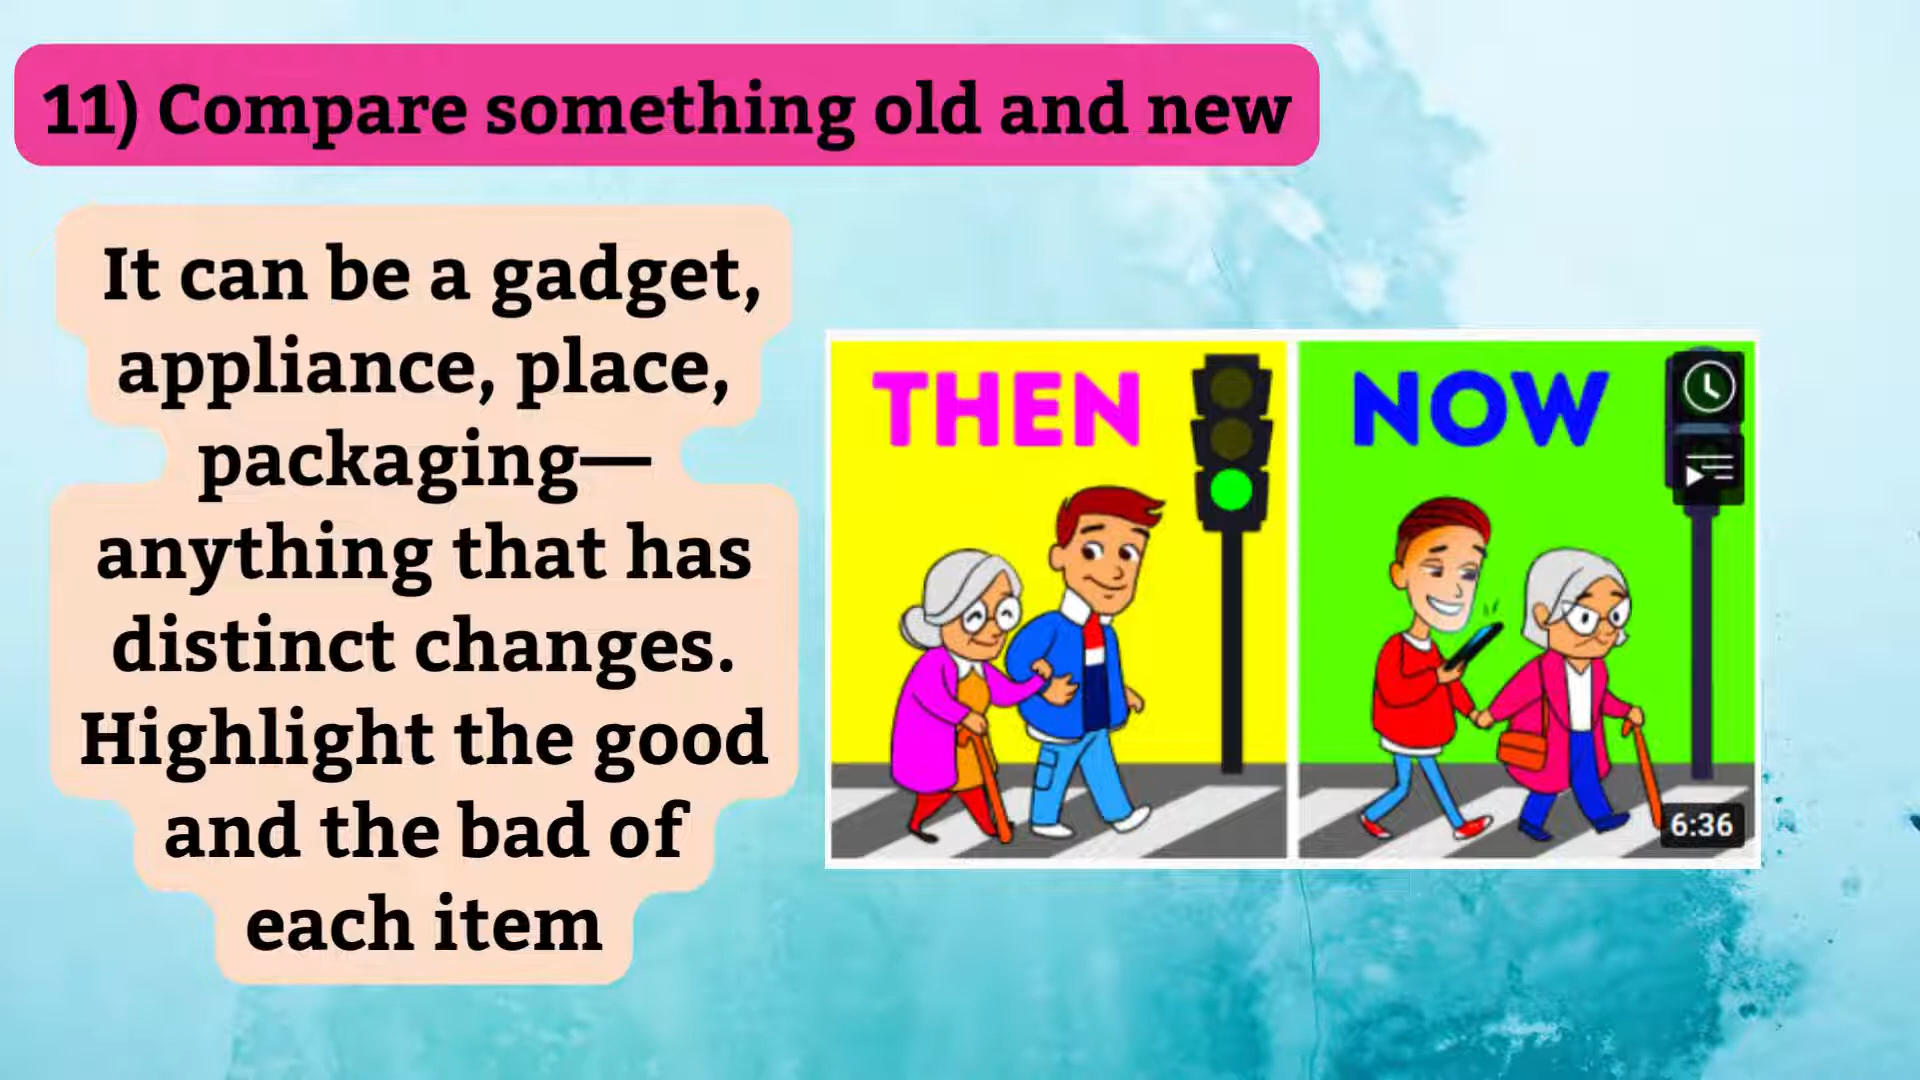 11) Compare something old and new
It can be a gadget,
appliance, place,
packaging—
anything that has
distinct changes.
Highlight the good
and the bad of
each item
THEN
NOW
6:36